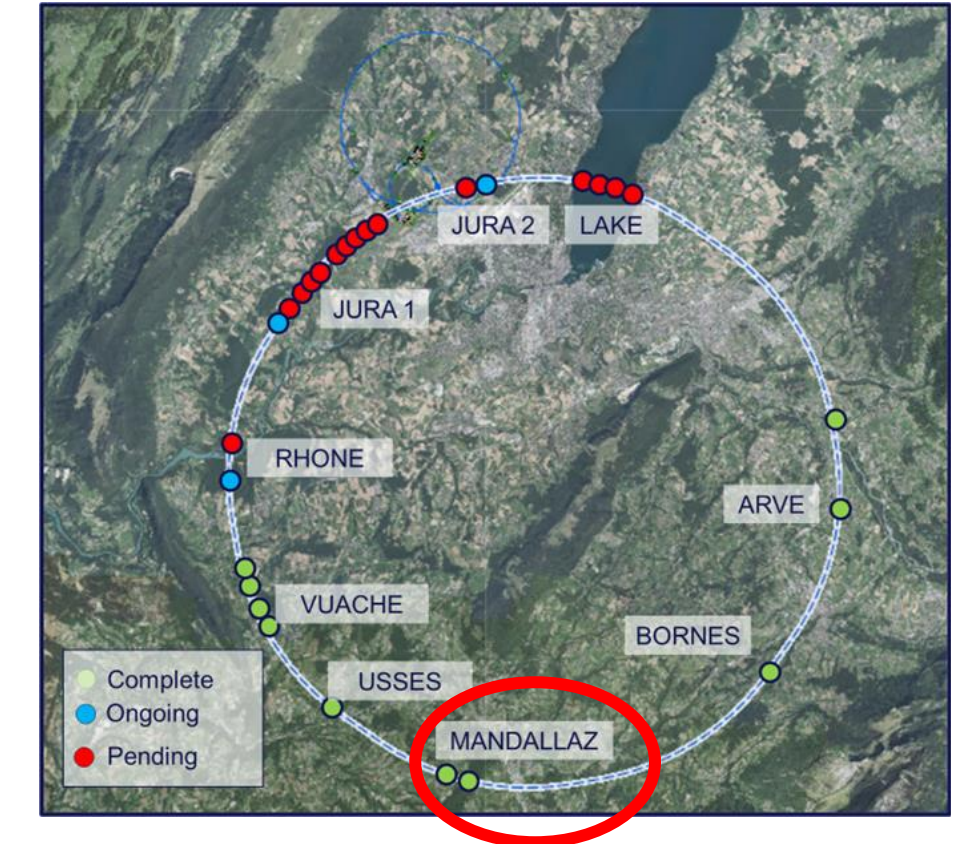 JURA 2
LAKE
JURA 1
RHONE
ARVE
VUACHE
BORNES
USSES
MANDALLAZ
Complete
Ongoing
Pending